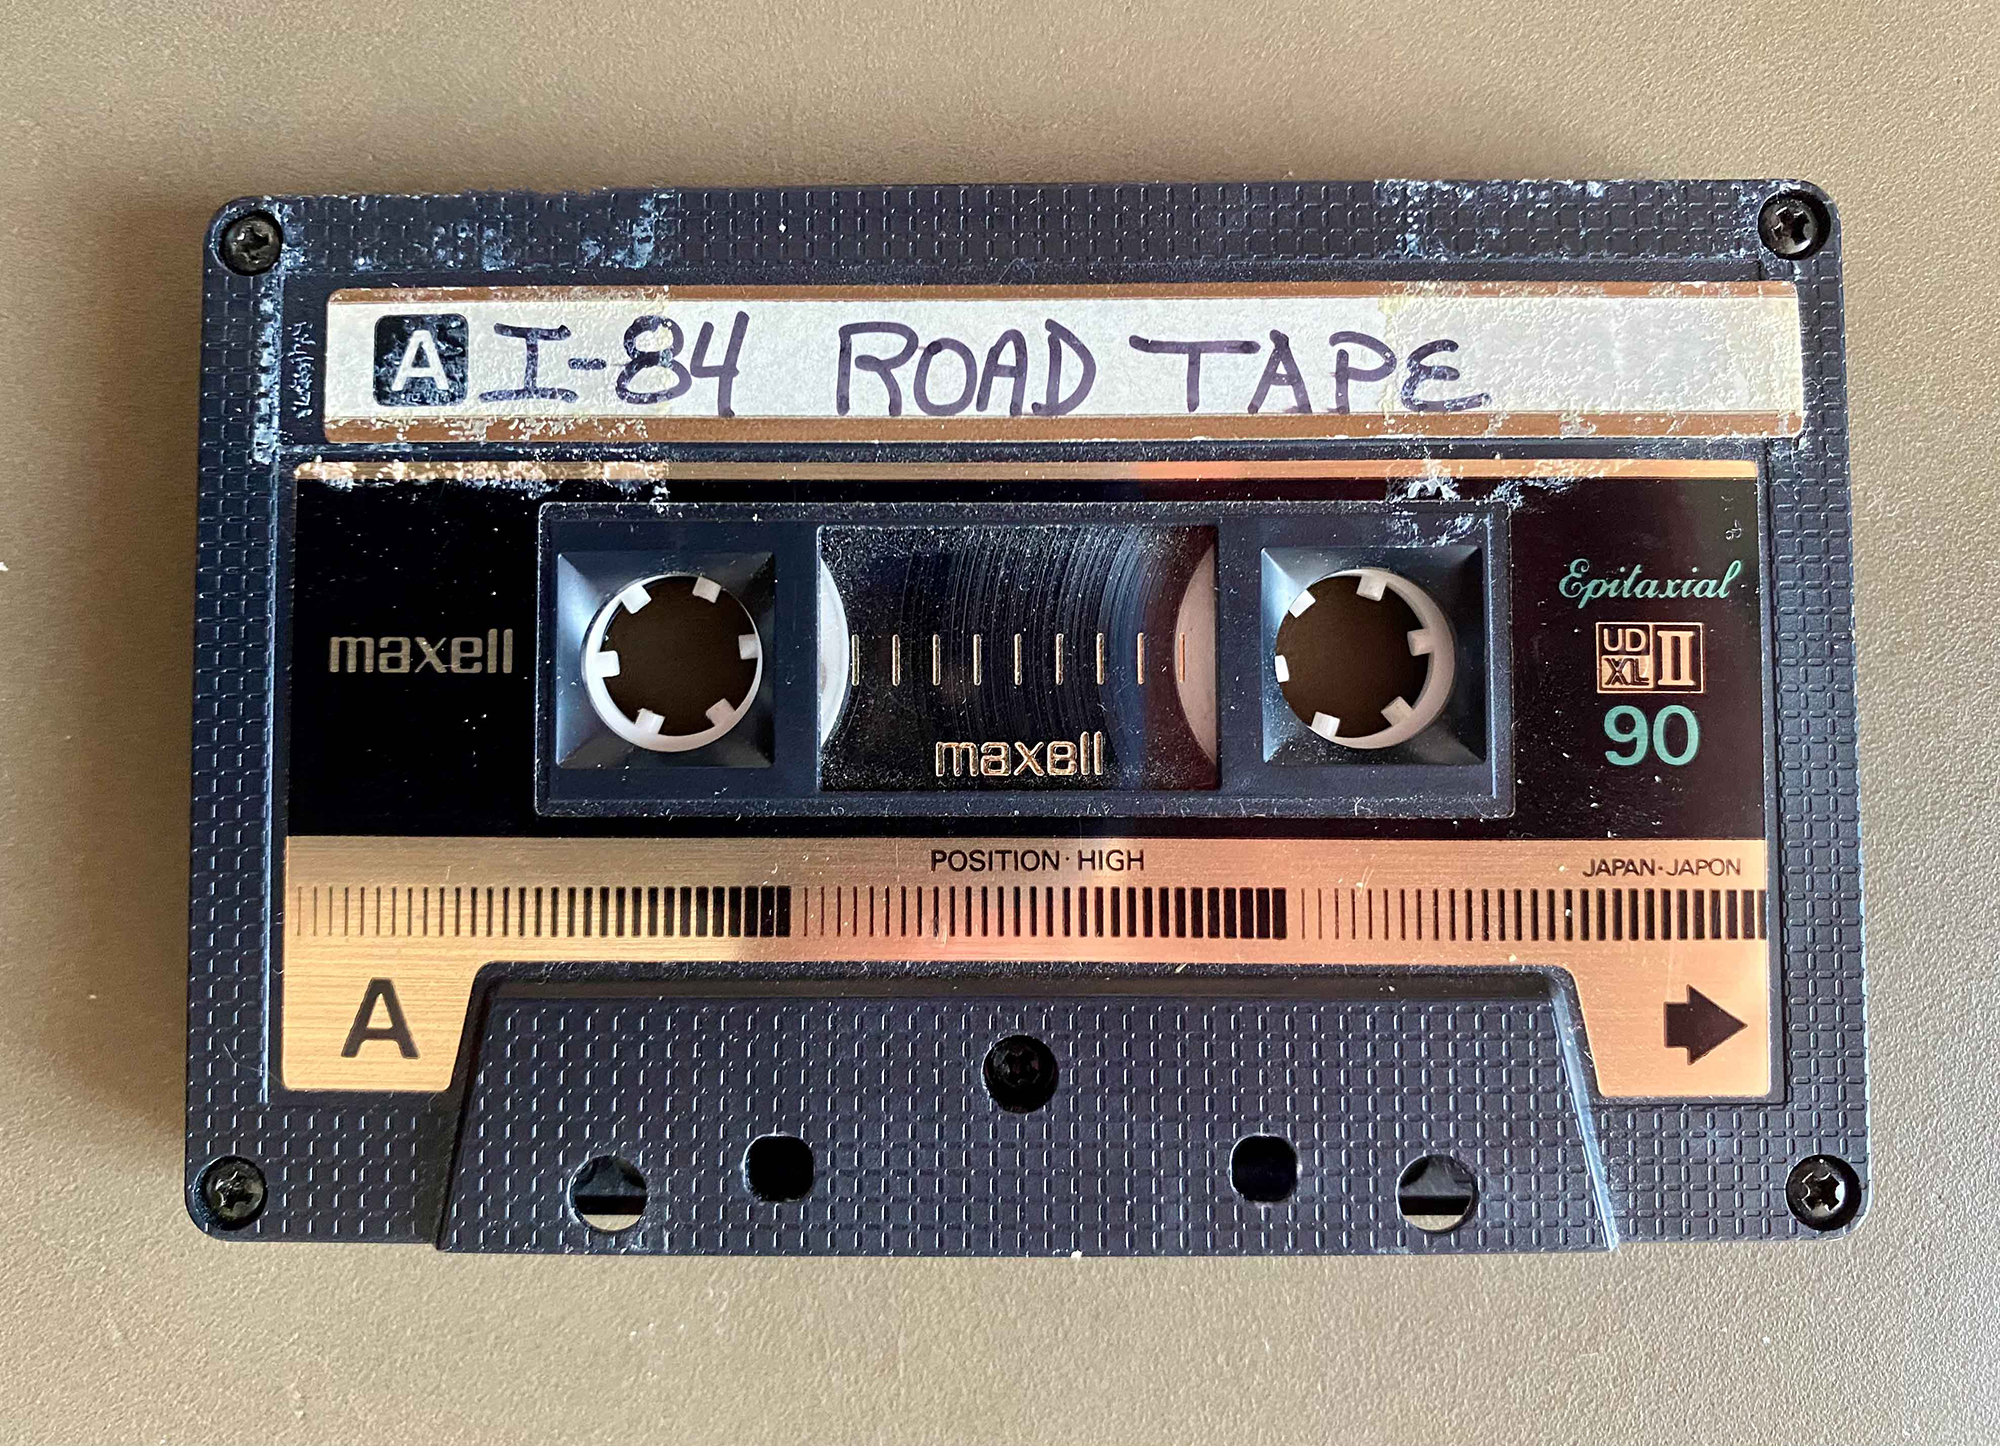 A I-84 ROAD TAPE
Epitaxial
maxell
UD XL II
90
maxell
POSITION · HIGH
JAPAN · JAPON
A